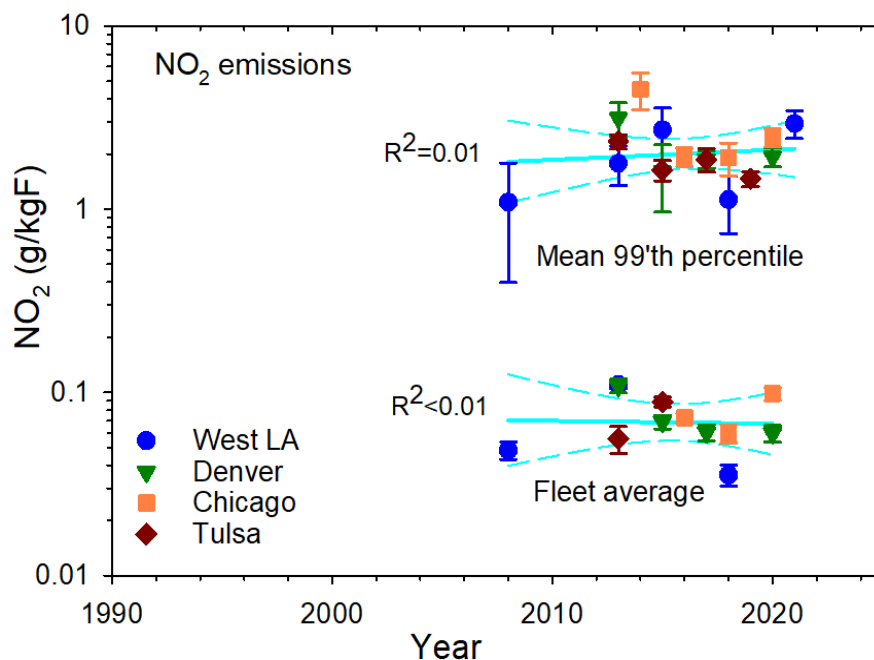 10
NO₂ emissions
R²=0.01
1
Mean 99'th percentile
NO₂ (g/kgF)
0.1
R²<0.01
West LA
Denver
Chicago
Tulsa
Fleet average
0.01
1990
2000
2010
2020
Year